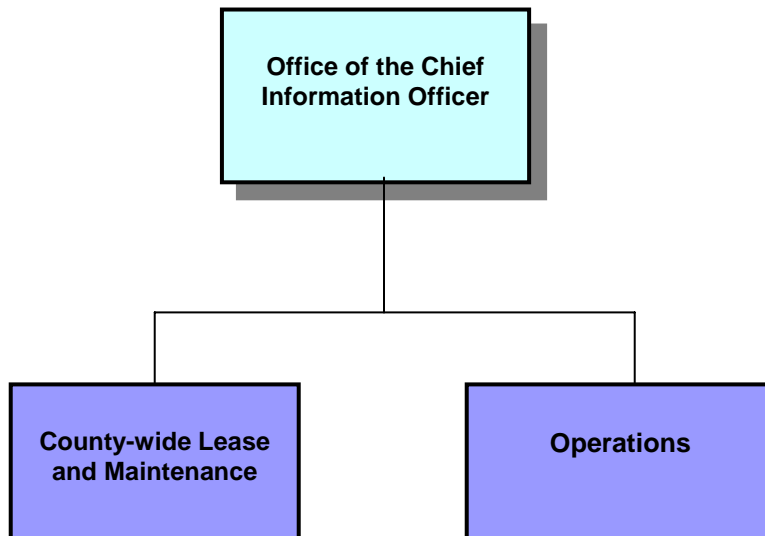 Office of the Chief
Information Officer
County-wide Lease
and Maintenance
Operations